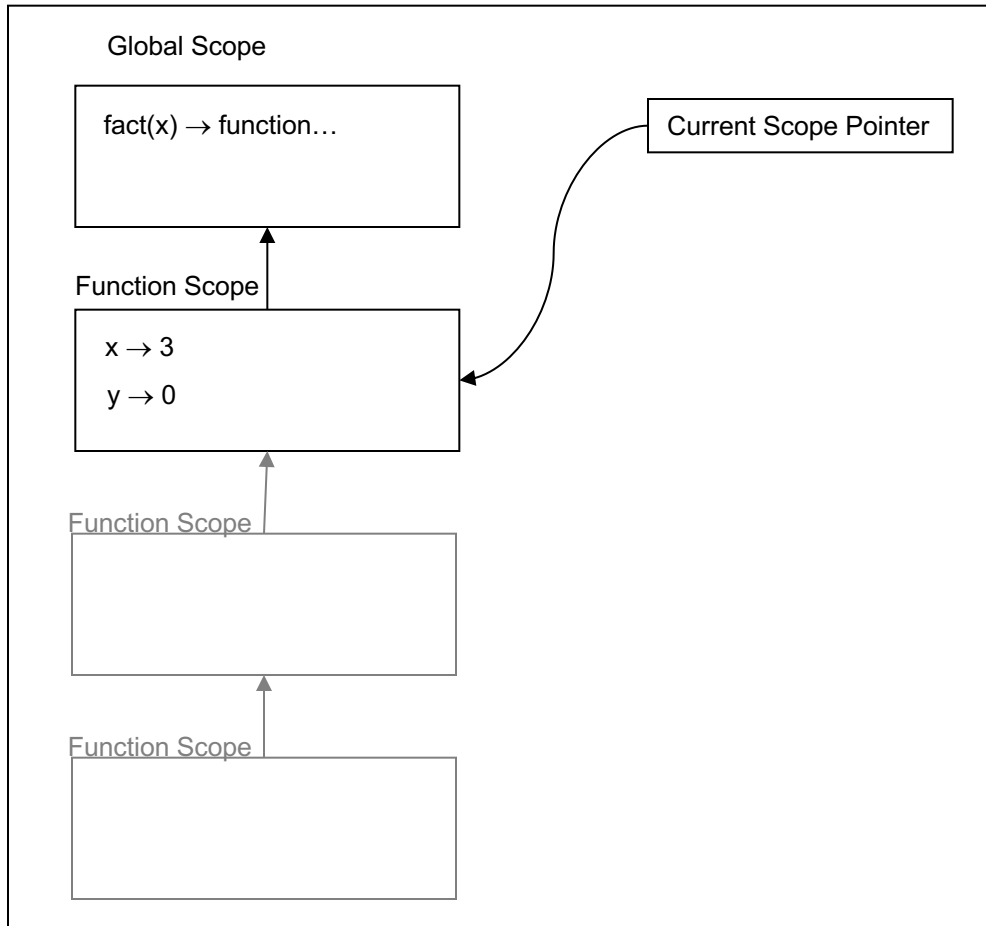 Global Scope
fact(x) → function…
Current Scope Pointer
Function Scope
x → 3
y → 0
Function Scope
Function Scope